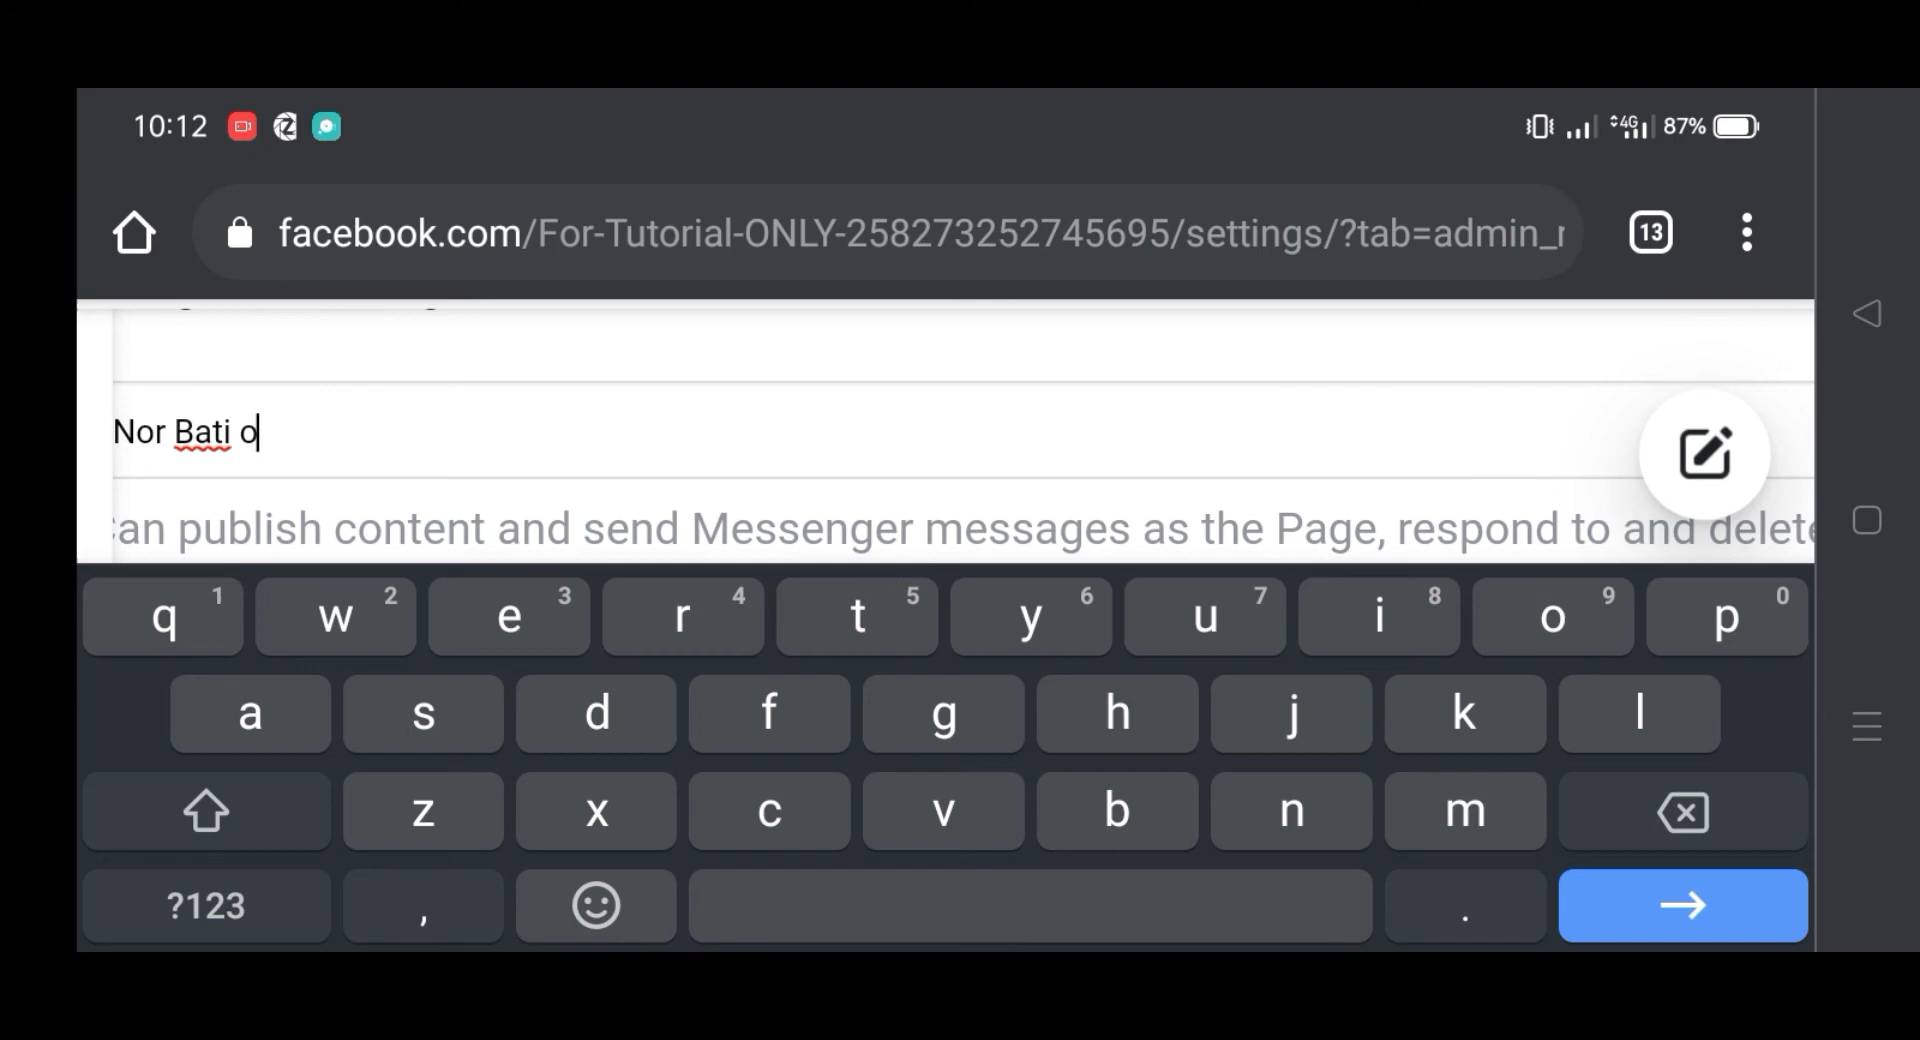 10:12
4G 87%
facebook.com/For-Tutorial-ONLY-258273252745695/settings/?tab=admin_r
13
Nor Bati o
can publish content and send Messenger messages as the Page, respond to and delete
q 1 w 2 e 3 r 4 t 5 y 6 u 7 i 8 o 9 p 0
a s d f g h j k l
z x c v b n m
?123 , .